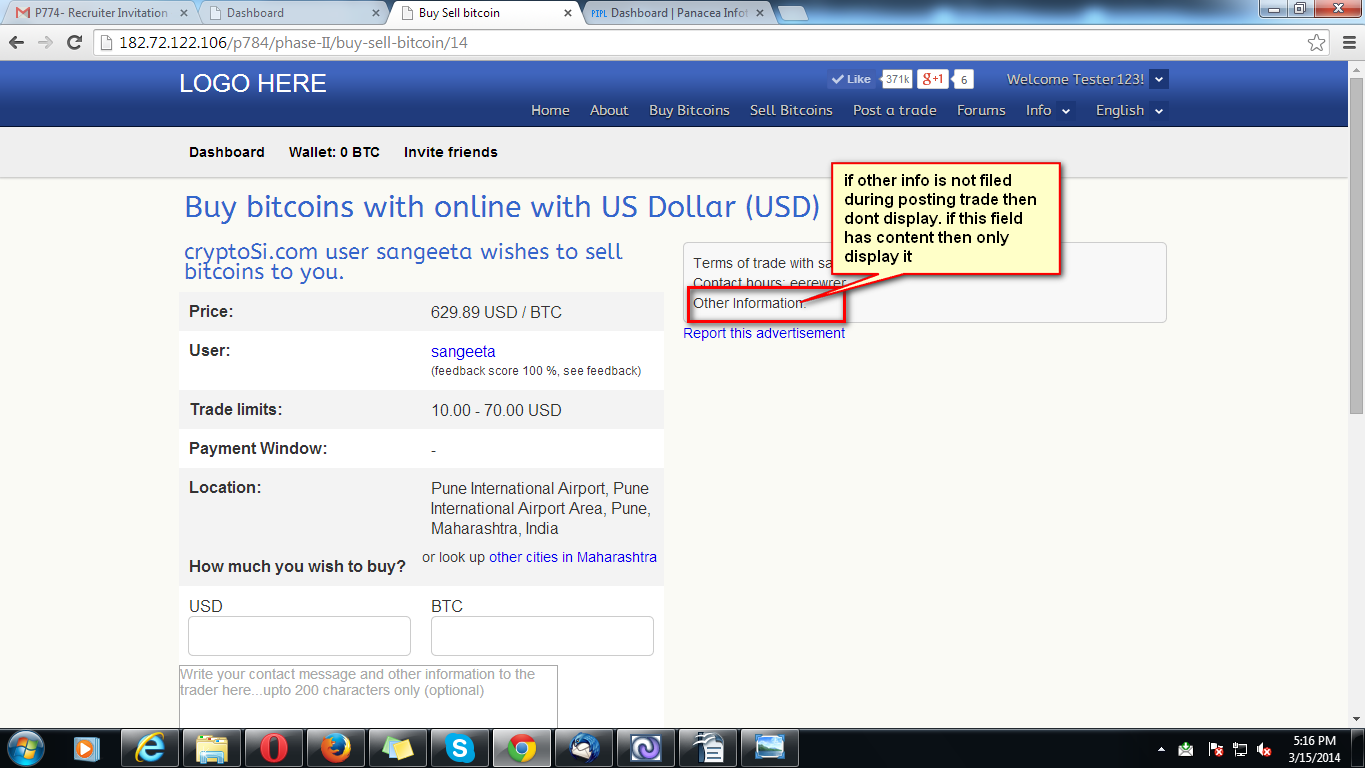 P774- Recruiter Invitation
Dashboard
Buy Sell bitcoin
PIPL Dashboard | Panacea Infot
182.72.122.106/p784/phase-II/buy-sell-bitcoin/14
LOGO HERE
Like 371k +1 6
Welcome Tester123!
Home About Buy Bitcoins Sell Bitcoins Post a trade Forums Info English
Dashboard Wallet: 0 BTC Invite friends
Buy bitcoins with online with US Dollar (USD)
if other info is not filed
during posting trade then
dont display. if this field
has content then only
display it
cryptoSi.com user sangeeta wishes to sell
bitcoins to you.
Price: 629.89 USD / BTC
User: sangeeta
(feedback score 100 %, see feedback)
Trade limits: 10.00 - 70.00 USD
Payment Window: -
Location: Pune International Airport, Pune
International Airport Area, Pune,
Maharashtra, India
or look up other cities in Maharashtra
How much you wish to buy?
USD BTC
Write your contact message and other information to the
trader here...upto 200 characters only (optional)
Terms of trade with sa
Contact hours: eerewrer
Other Information:
Report this advertisement
5:16 PM
3/15/2014